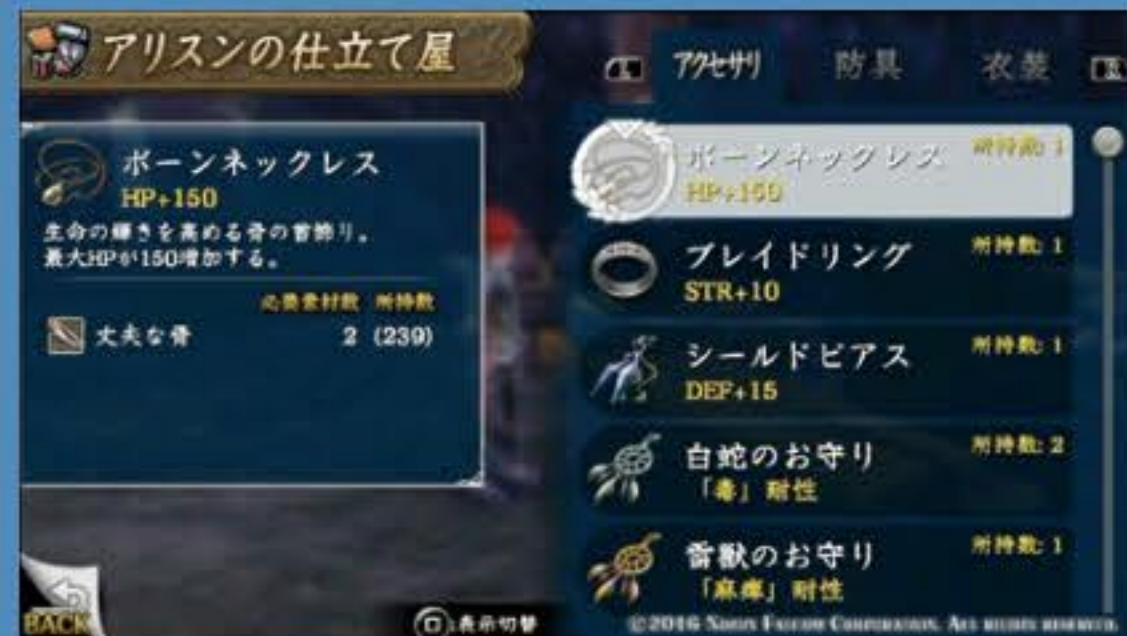 アリスンの仕立て屋
L アクセサリ 防具 衣装 R
ボーンネックレス
HP+150
生命の輝きを高める骨の首飾り。
最大HPが150増加する。
必要素材数 所持数
丈夫な骨 2 (239)
ボーンネックレス 所持数: 1
HP+150
ブレイドリング 所持数: 1
STR+10
シールドピアス 所持数: 1
DEF+15
白蛇のお守り 所持数: 2
「毒」耐性
雷獣のお守り 所持数: 1
「麻痺」耐性
BACK
:表示切替
©2016 NIHON FALCOM CORPORATION. ALL RIGHTS RESERVED.